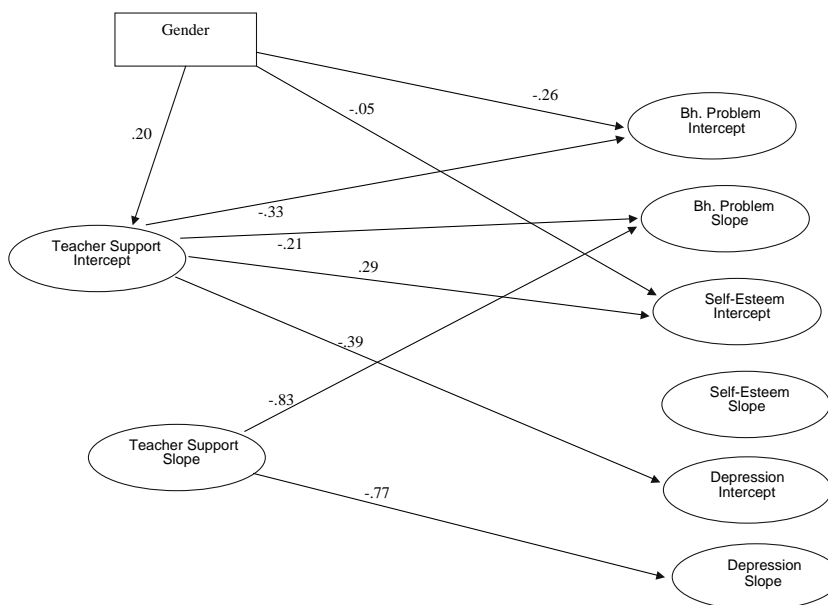 Gender
-.26
-.05
Bh. Problem
Intercept
.20
-.33
Bh. Problem
Slope
Teacher Support
Intercept
-.21
.29
Self-Esteem
Intercept
-.39
Self-Esteem
Slope
-.83
Teacher Support
Slope
Depression
Intercept
-.77
Depression
Slope